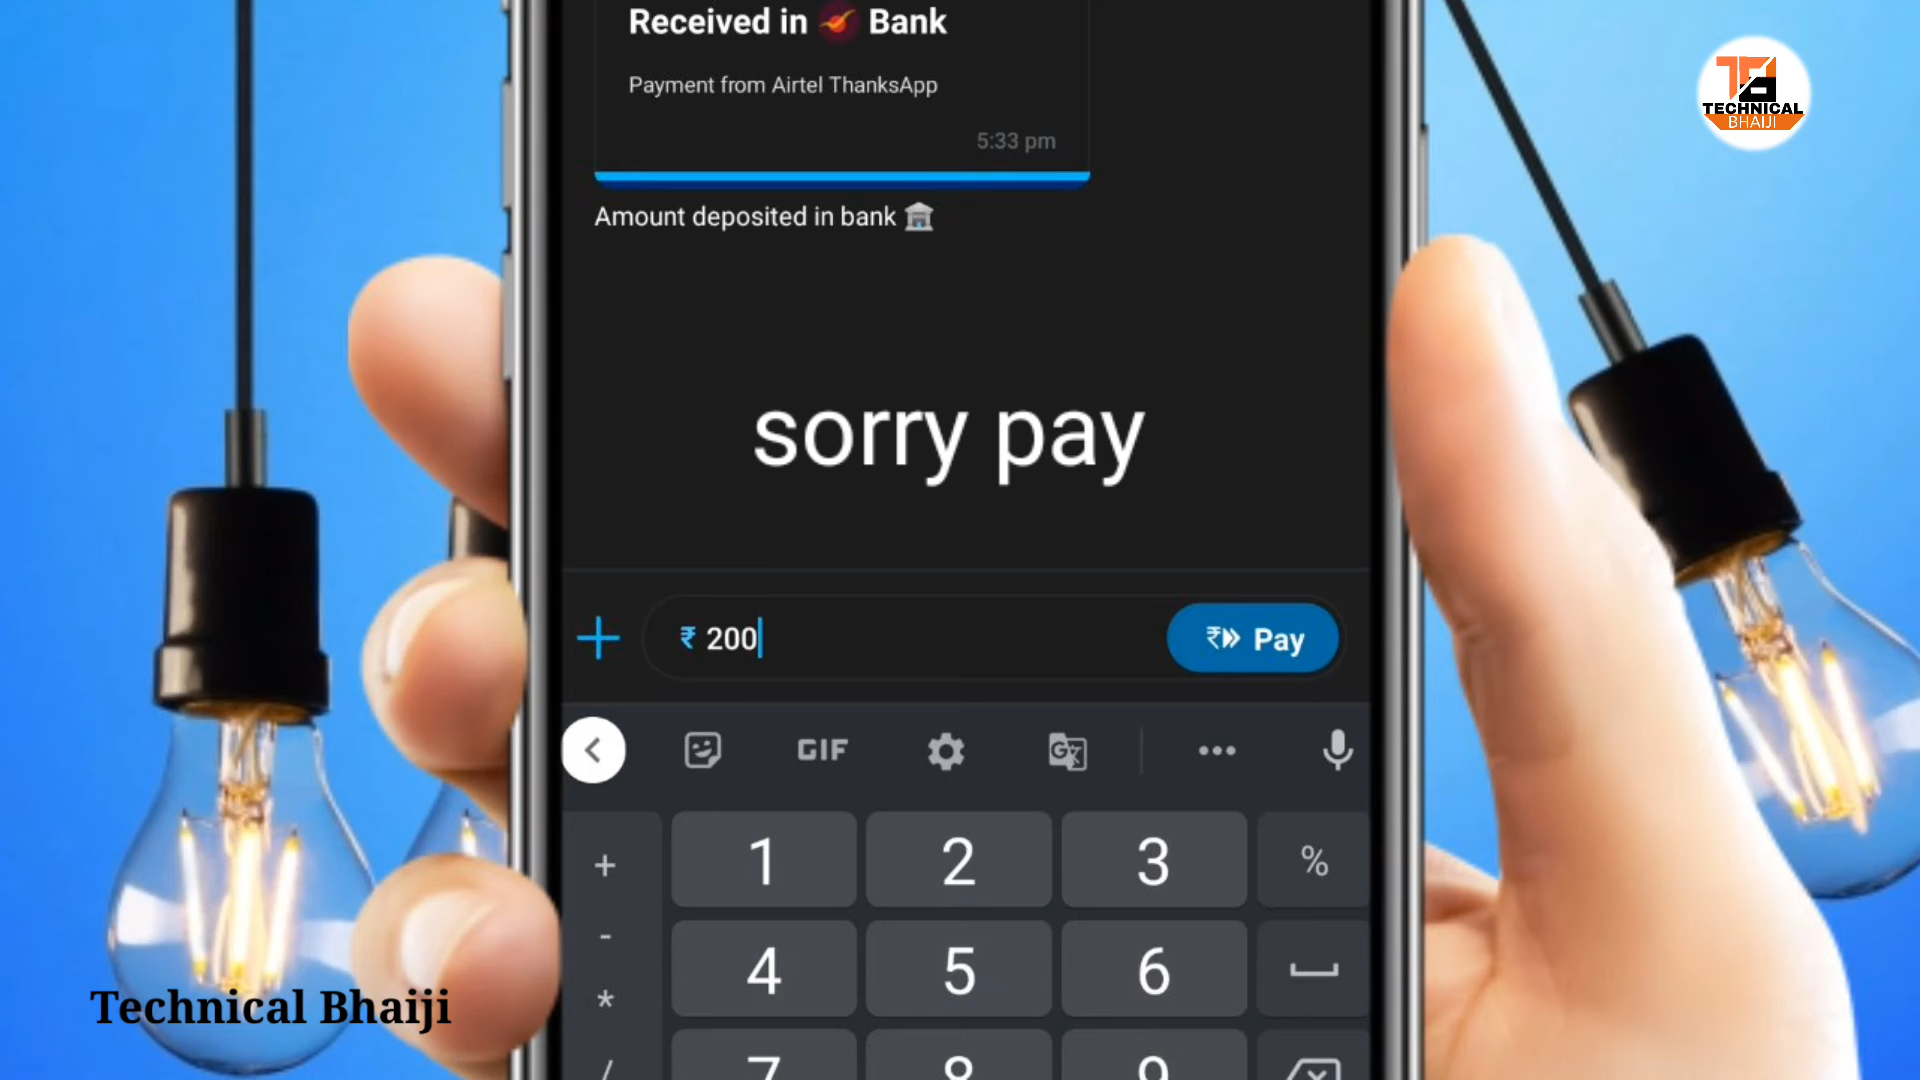 Received in Bank
Payment from Airtel ThanksApp
5:33 pm
Amount deposited in bank
TECHNICAL
BHAIJI
sorry pay
₹ 200
₹ Pay
GIF
+ 1 2 3 %
- 4 5 6
*
/ 7 8 9
Technical Bhaiji